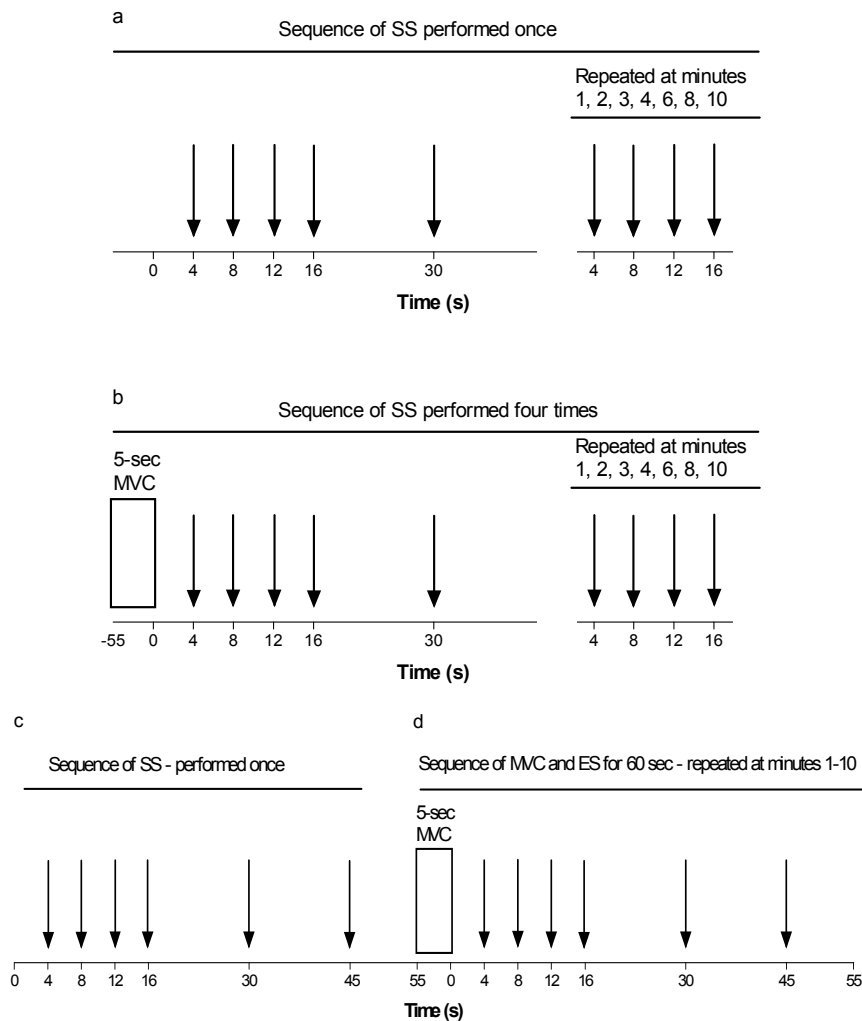 a
Sequence of SS performed once
Repeated at minutes
1, 2, 3, 4, 6, 8, 10
0 4 8 12 16 30 4 8 12 16
Time (s)
b
Sequence of SS performed four times
5-sec
MVC
Repeated at minutes
1, 2, 3, 4, 6, 8, 10
-55 0 4 8 12 16 30 4 8 12 16
Time (s)
c
Sequence of SS - performed once
0 4 8 12 16 30 45
d
Sequence of MVC and ES for 60 sec - repeated at minutes 1-10
5-sec
MVC
55 0 4 8 12 16 30 45 55
Time (s)